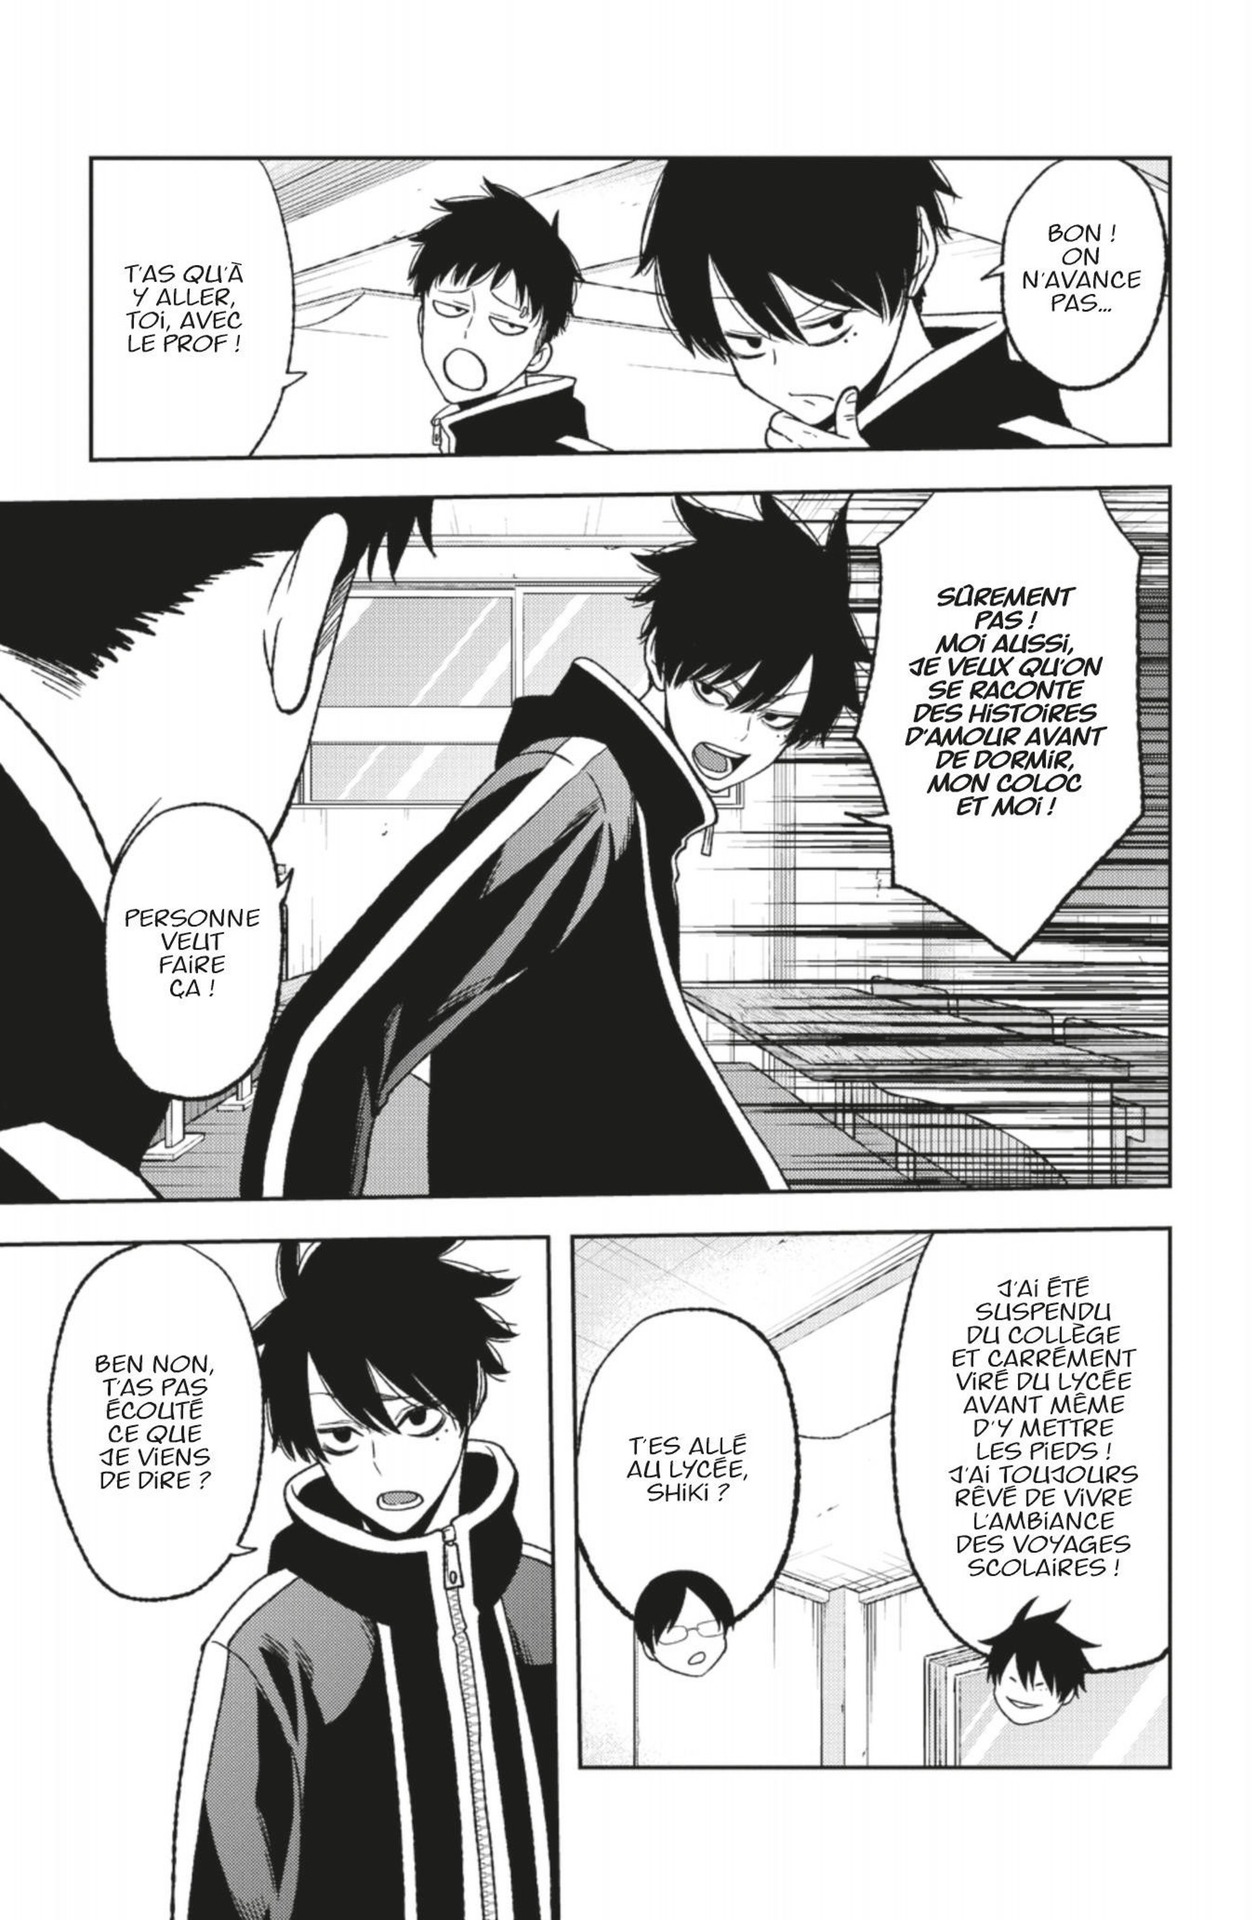 BON !
ON
N'AVANCE
PAS...
T'AS QU'À
Y ALLER,
TOI, AVEC
LE PROF !
SÛREMENT
PAS !
MOI AUSSI,
JE VEUX QU'ON
SE RACONTE
DES HISTOIRES
D'AMOUR AVANT
DE DORMIR,
MON COLOC
ET MOI !
PERSONNE
VEUT
FAIRE
ÇA !
J'AI ÉTÉ
SUSPENDU
DU COLLÈGE
ET CARRÉMENT
VIRÉ DU LYCÉE
AVANT MÊME
D'Y METTRE
LES PIEDS !
J'AI TOUJOURS
RÊVÉ DE VIVRE
L'AMBIANCE
DES VOYAGES
SCOLAIRES !
T'ES ALLÉ
AU LYCÉE,
SHIKI ?
BEN NON,
T'AS PAS
ÉCOUTÉ
CE QUE
JE VIENS
DE DIRE ?